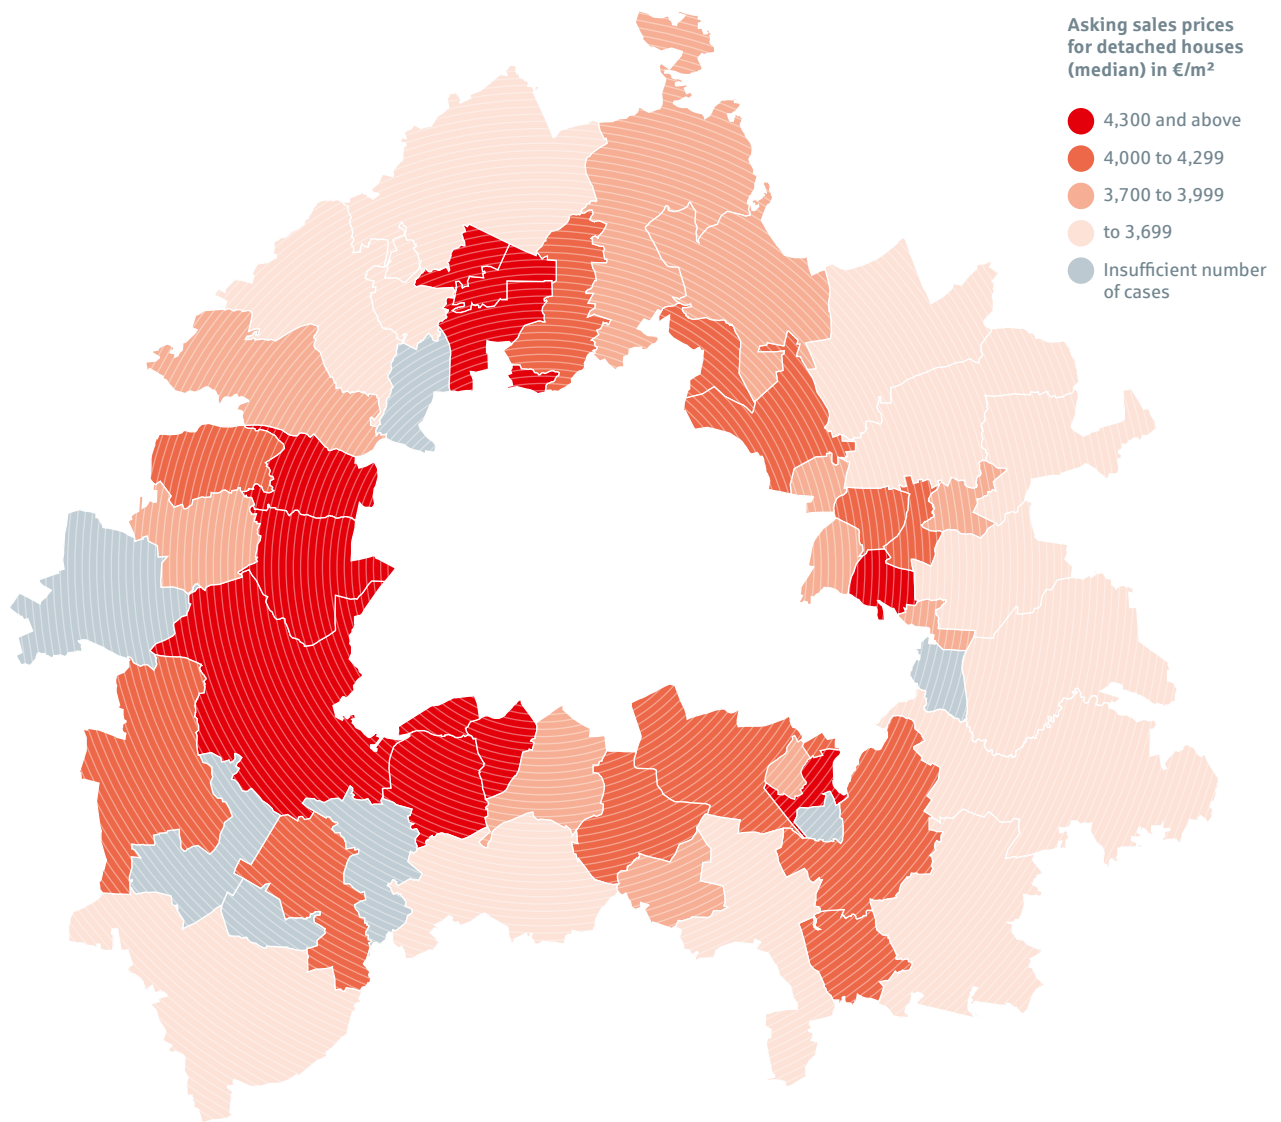 Asking sales prices
for detached houses
(median) in €/m²
4,300 and above
4,000 to 4,299
3,700 to 3,999
to 3,699
Insufficient number
of cases